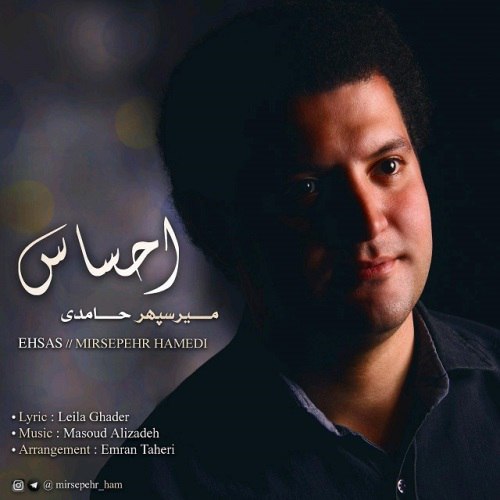 احساس
میرسپهر حامدی
EHSAS // MIRSEPEHR HAMEDI
• Lyric : Leila Ghader
• Music : Masoud Alizadeh
• Arrangement : Emran Taheri
@ mirsepehr_ham